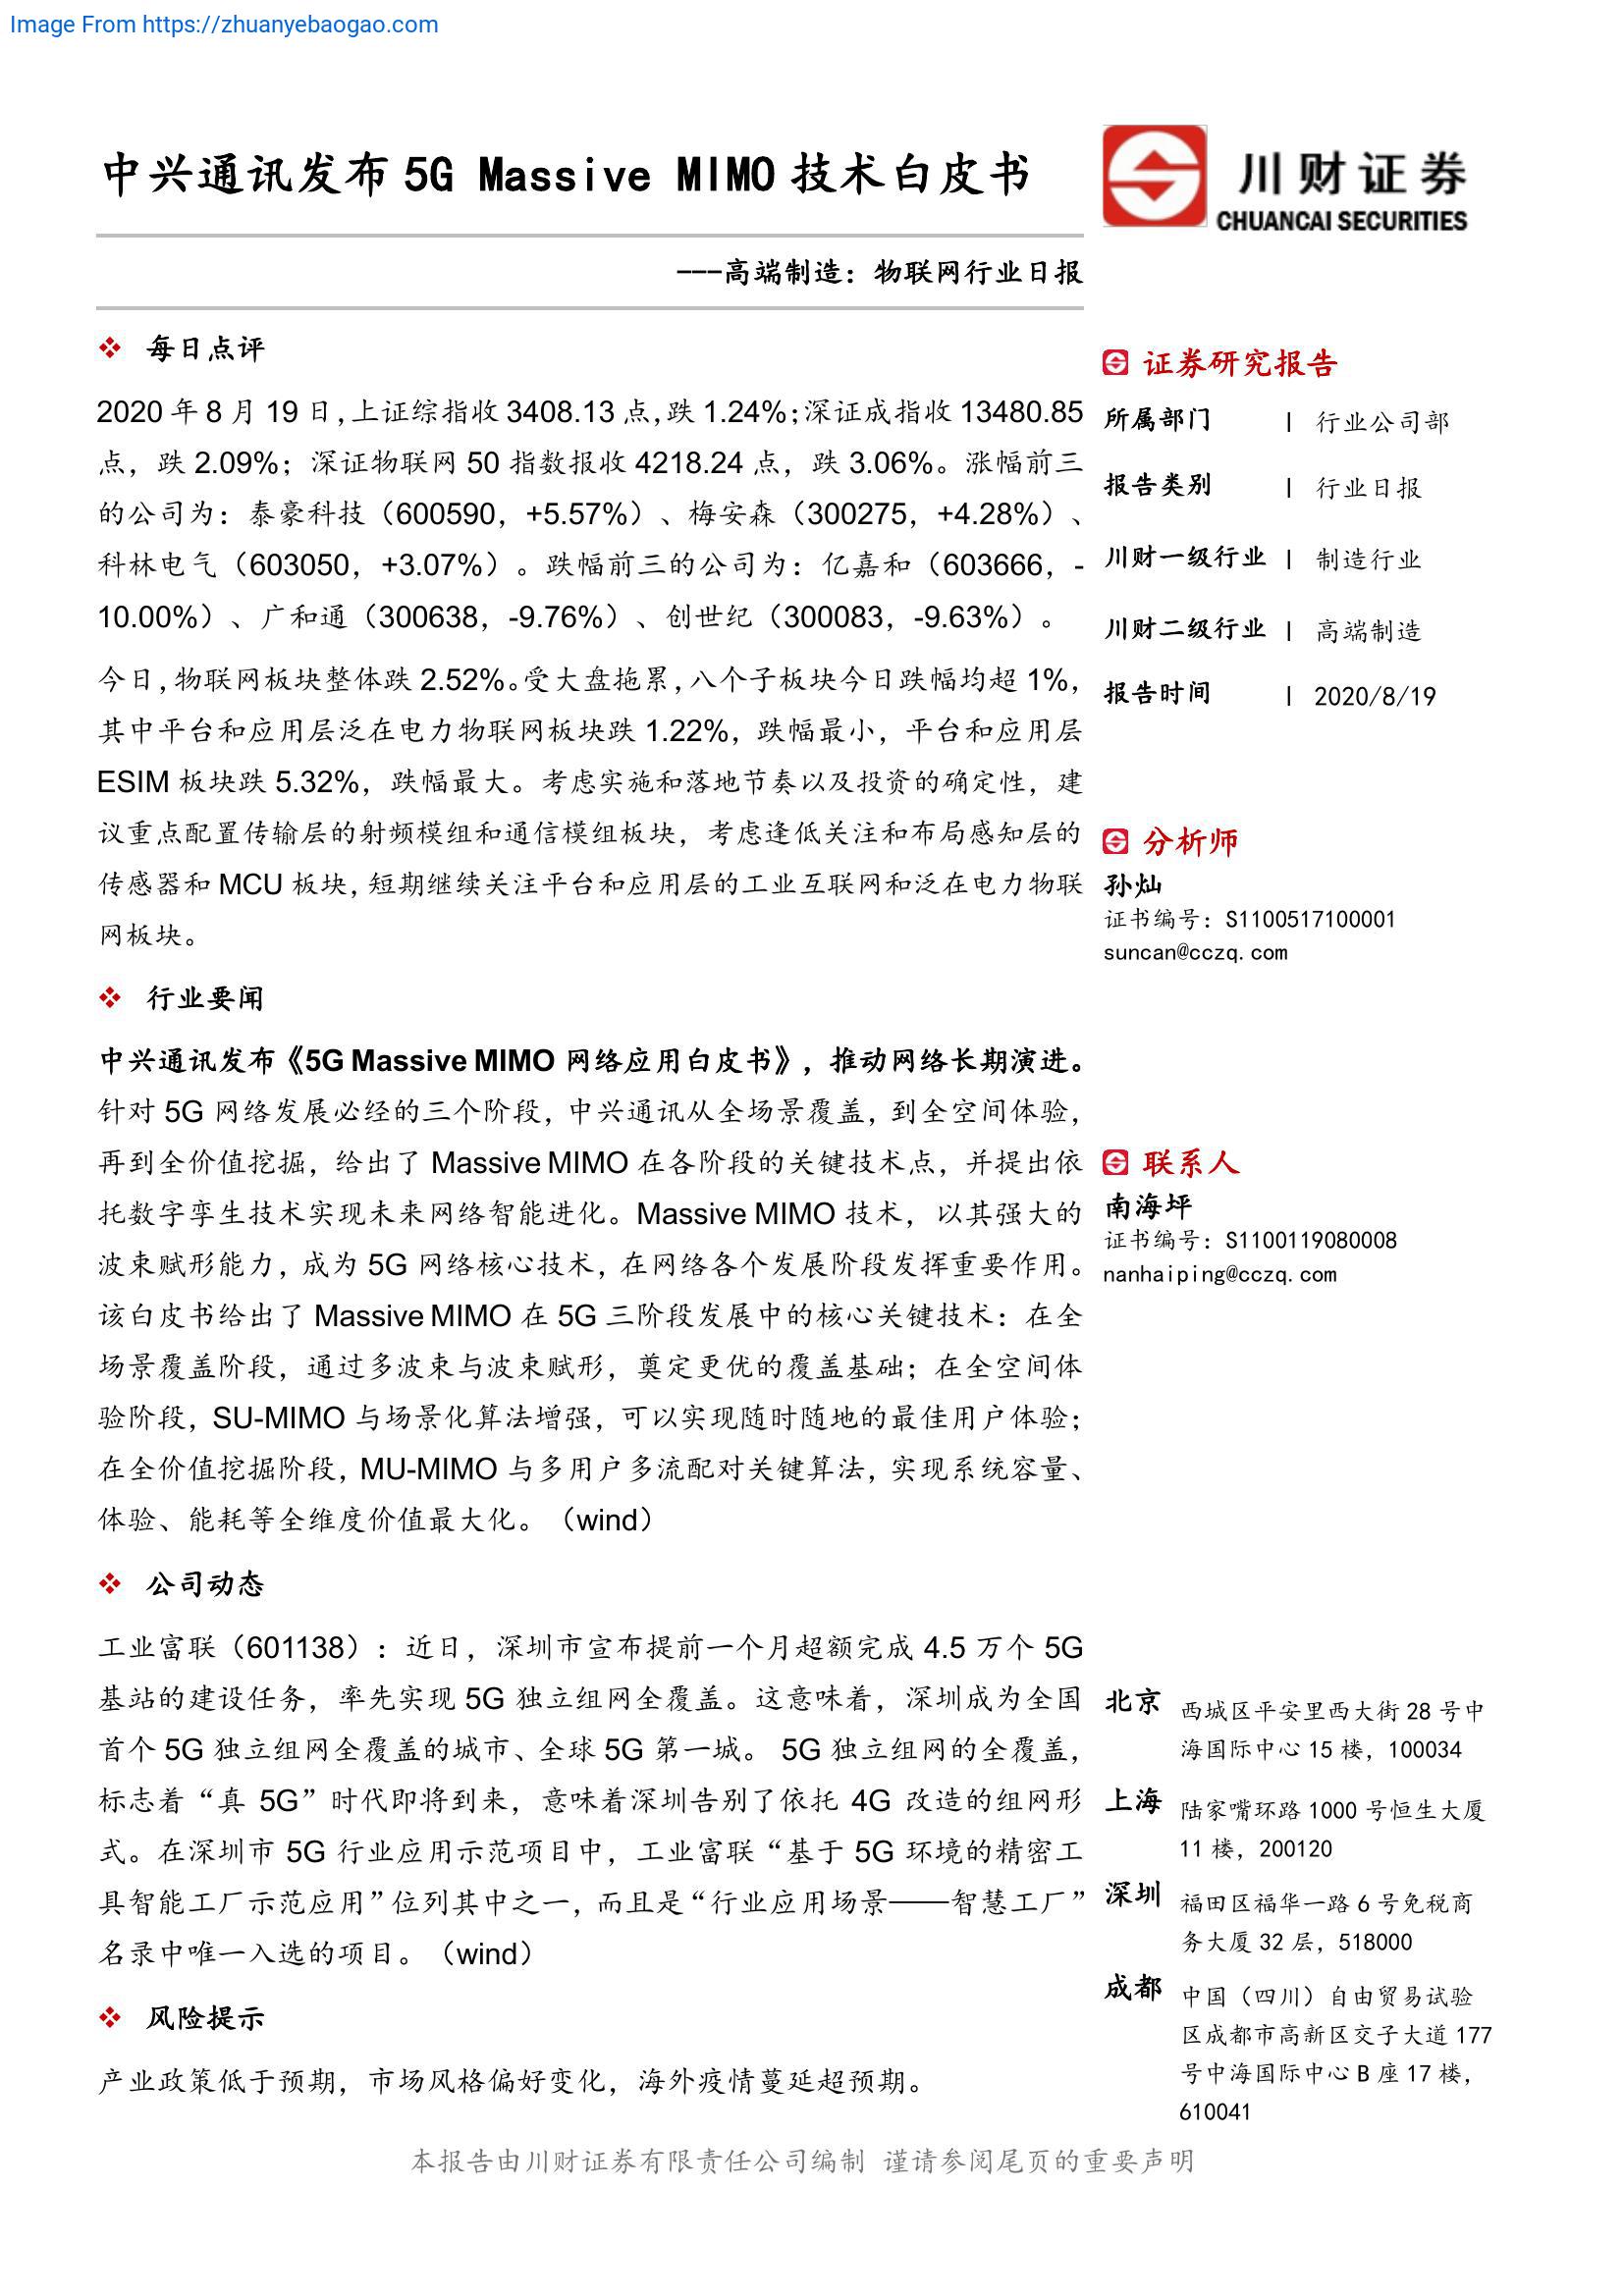 Image From https://zhuanyebaogao.com
中兴通讯发布 5G Massive MIMO 技术白皮书
川财证券
CHUANCAI SECURITIES
---高端制造：物联网行业日报
每日点评
2020 年 8 月 19 日，上证综指收 3408.13 点，跌 1.24%；深证成指收 13480.85
点，跌 2.09%；深证物联网 50 指数报收 4218.24 点，跌 3.06%。涨幅前三
的公司为：泰豪科技（600590，+5.57%）、梅安森（300275，+4.28%）、
科林电气（603050，+3.07%）。跌幅前三的公司为：亿嘉和（603666，-
10.00%）、广和通（300638，-9.76%）、创世纪（300083，-9.63%）。
今日，物联网板块整体跌 2.52%。受大盘拖累，八个子板块今日跌幅均超 1%，
其中平台和应用层泛在电力物联网板块跌 1.22%，跌幅最小，平台和应用层
ESIM 板块跌 5.32%，跌幅最大。考虑实施和落地节奏以及投资的确定性，建
议重点配置传输层的射频模组和通信模组板块，考虑逢低关注和布局感知层的
传感器和 MCU 板块，短期继续关注平台和应用层的工业互联网和泛在电力物联
网板块。
行业要闻
中兴通讯发布《5G Massive MIMO 网络应用白皮书》，推动网络长期演进。
针对 5G 网络发展必经的三个阶段，中兴通讯从全场景覆盖，到全空间体验，
再到全价值挖掘，给出了 Massive MIMO 在各阶段的关键技术点，并提出依
托数字孪生技术实现未来网络智能进化。Massive MIMO 技术，以其强大的
波束赋形能力，成为 5G 网络核心技术，在网络各个发展阶段发挥重要作用。
该白皮书给出了 Massive MIMO 在 5G 三阶段发展中的核心关键技术：在全
场景覆盖阶段，通过多波束与波束赋形，奠定更优的覆盖基础；在全空间体
验阶段，SU-MIMO 与场景化算法增强，可以实现随时随地的最佳用户体验；
在全价值挖掘阶段，MU-MIMO 与多用户多流配对关键算法，实现系统容量、
体验、能耗等全维度价值最大化。（wind）
公司动态
工业富联（601138）：近日，深圳市宣布提前一个月超额完成 4.5 万个 5G
基站的建设任务，率先实现 5G 独立组网全覆盖。这意味着，深圳成为全国
首个 5G 独立组网全覆盖的城市、全球 5G 第一城。 5G 独立组网的全覆盖，
标志着“真 5G”时代即将到来，意味着深圳告别了依托 4G 改造的组网形
式。在深圳市 5G 行业应用示范项目中，工业富联“基于 5G 环境的精密工
具智能工厂示范应用”位列其中之一，而且是“行业应用场景——智慧工厂”
名录中唯一入选的项目。（wind）
风险提示
产业政策低于预期，市场风格偏好变化，海外疫情蔓延超预期。
证券研究报告
所属部门 | 行业公司部
报告类别 | 行业日报
川财一级行业 | 制造行业
川财二级行业 | 高端制造
报告时间 | 2020/8/19
分析师
孙灿
证书编号：S1100517100001
suncan@cczq.com
联系人
南海坪
证书编号：S1100119080008
nanhaiping@cczq.com
北京 西城区平安里西大街 28 号中
海国际中心 15 楼，100034
上海 陆家嘴环路 1000 号恒生大厦
11 楼，200120
深圳 福田区福华一路 6 号免税商
务大厦 32 层，518000
成都 中国（四川）自由贸易试验
区成都市高新区交子大道 177
号中海国际中心 B 座 17 楼，
610041
本报告由川财证券有限责任公司编制 谨请参阅尾页的重要声明